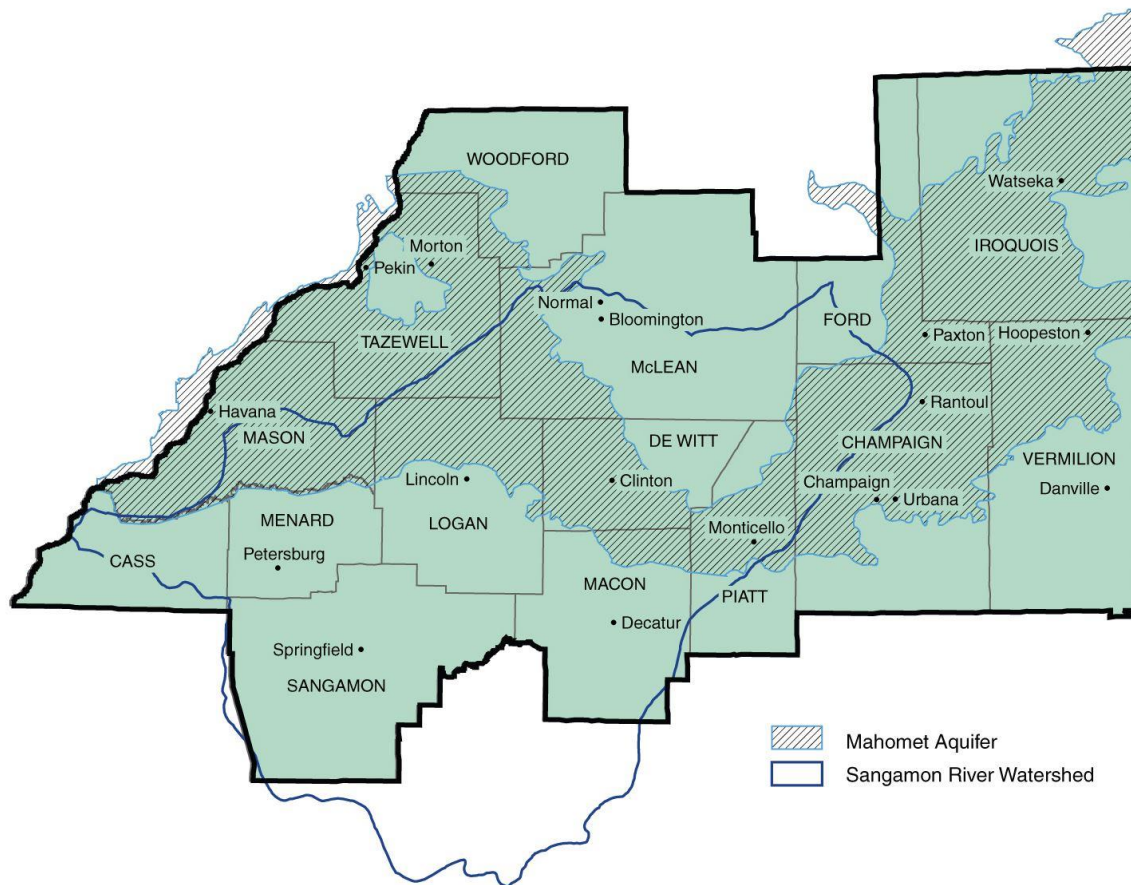 WOODFORD
Watseka
Morton
Pekin
IROQUOIS
Normal
Bloomington
FORD
TAZEWELL
Paxton
Hoopeston
McLEAN
Havana
Rantoul
MASON
DE WITT
CHAMPAIGN
VERMILION
Lincoln
Clinton
Champaign
Urbana
Danville
MENARD
LOGAN
Monticello
Petersburg
CASS
MACON
PIATT
Decatur
Springfield
SANGAMON
Mahomet Aquifer
Sangamon River Watershed